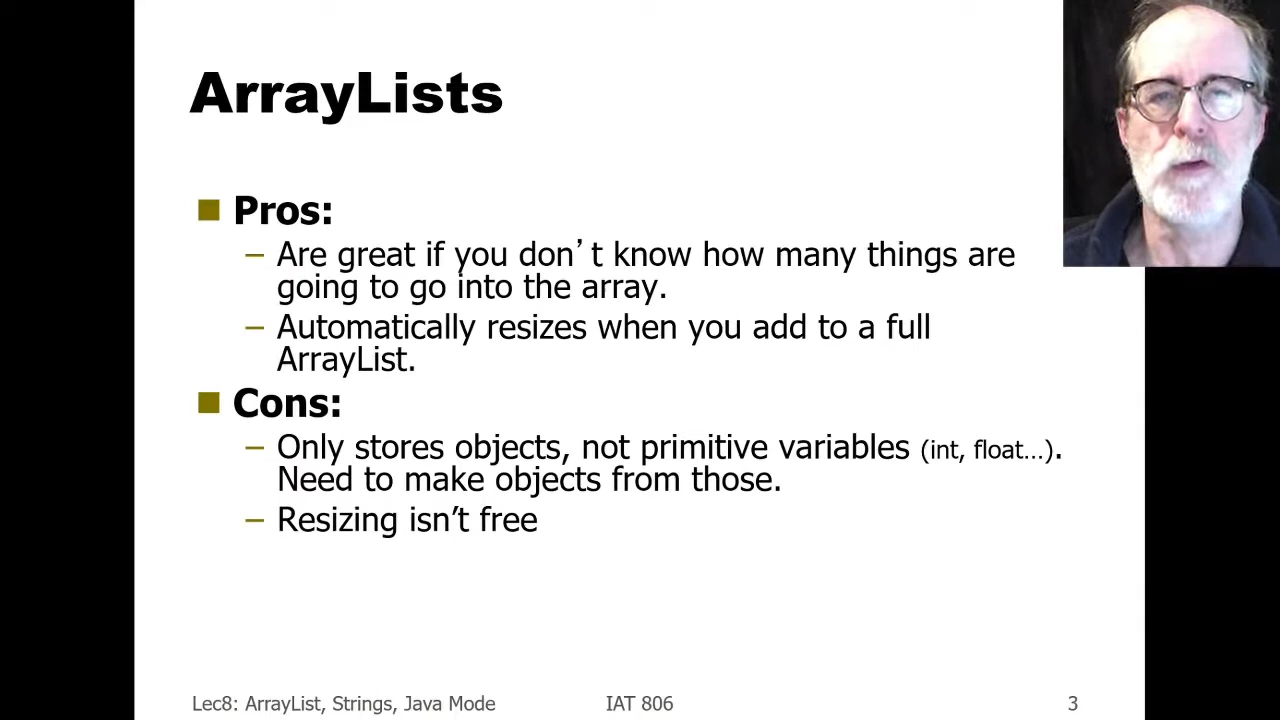 ArrayLists
Pros:
– Are great if you don’t know how many things are
going to go into the array.
– Automatically resizes when you add to a full
ArrayList.
Cons:
– Only stores objects, not primitive variables (int, float…).
Need to make objects from those.
– Resizing isn’t free
Lec8: ArrayList, Strings, Java Mode IAT 806 3